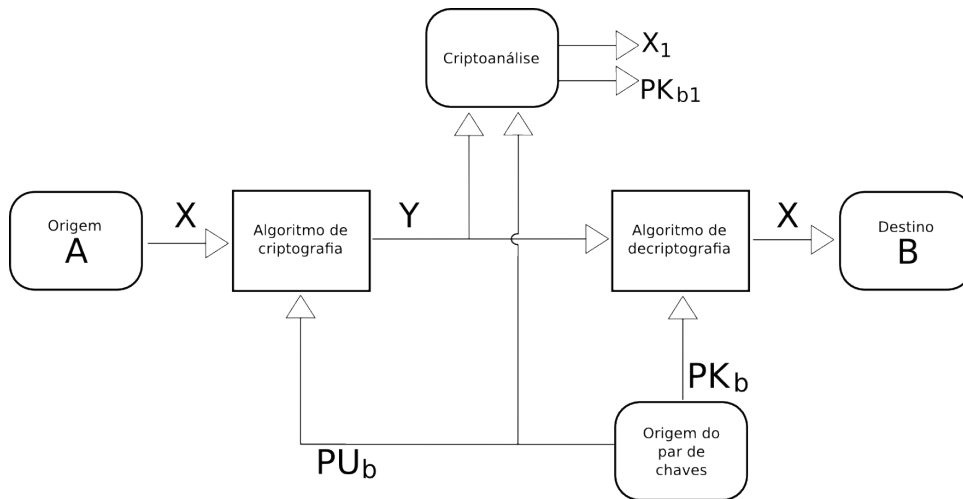 Criptoanálise
X1
PKb1
Origem
A
X
Algoritmo de
criptografia
Y
Algoritmo de
decriptografia
X
Destino
B
PKb
PUb
Origem do
par de
chaves